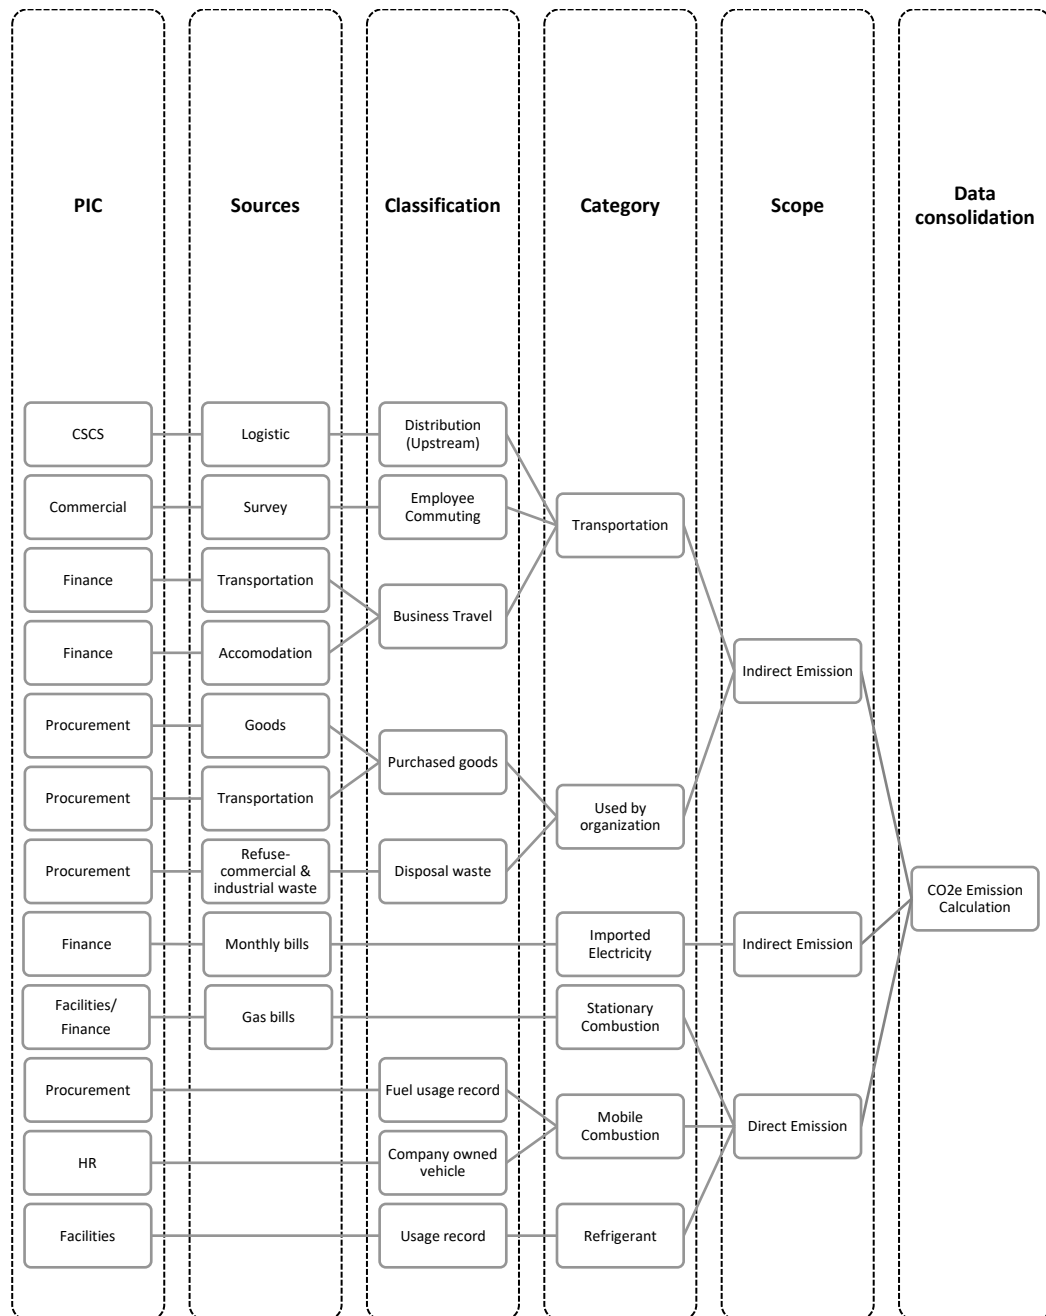 PIC
Sources
Classification
Category
Scope
Data
consolidation
CSCS
Logistic
Distribution
(Upstream)
Commercial
Survey
Employee
Commuting
Transportation
Finance
Transportation
Business Travel
Finance
Accomodation
Indirect Emission
Procurement
Goods
Purchased goods
Procurement
Transportation
Used by
organization
Procurement
Refuse-
commercial &
industrial waste
Disposal waste
CO2e Emission
Calculation
Finance
Monthly bills
Imported
Electricity
Indirect Emission
Facilities/
Finance
Gas bills
Stationary
Combustion
Procurement
Fuel usage record
Mobile
Combustion
Direct Emission
HR
Company owned
vehicle
Facilities
Usage record
Refrigerant